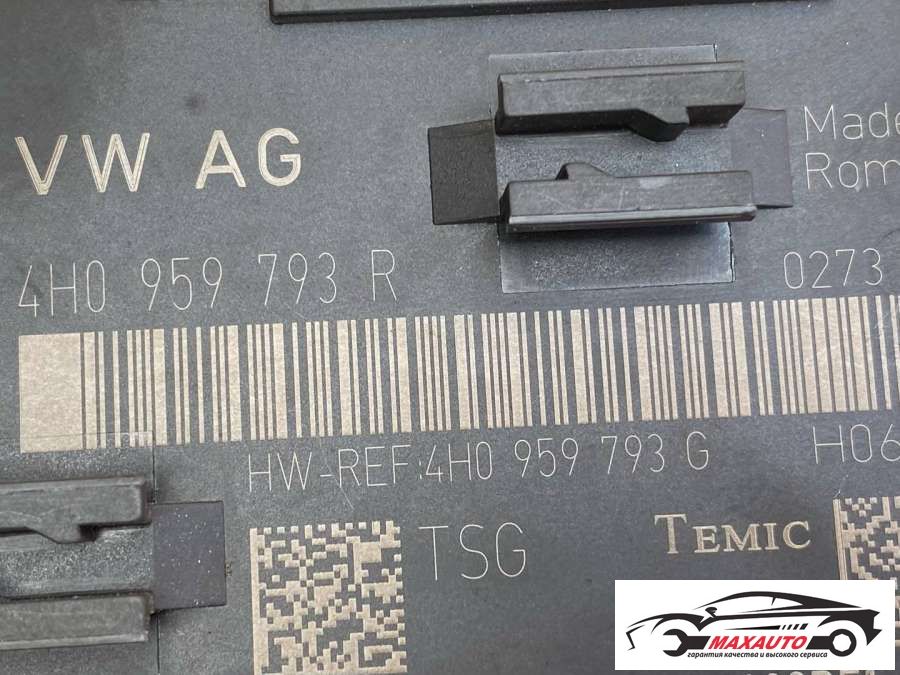 VW AG
Made
Rom
4H0 959 793 R
0273
HW-REF:4H0 959 793 G
H06
TSG
TEMIC
MAXAUTO
гарантия качества и высокого сервиса